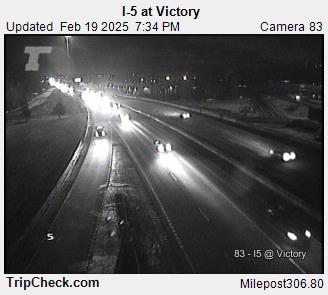 I-5 at Victory
Updated  Feb 19 2025  7:34 PM
Camera 83
T
S
83 - I5 @ Victory
TripCheck.com
Milepost306.80